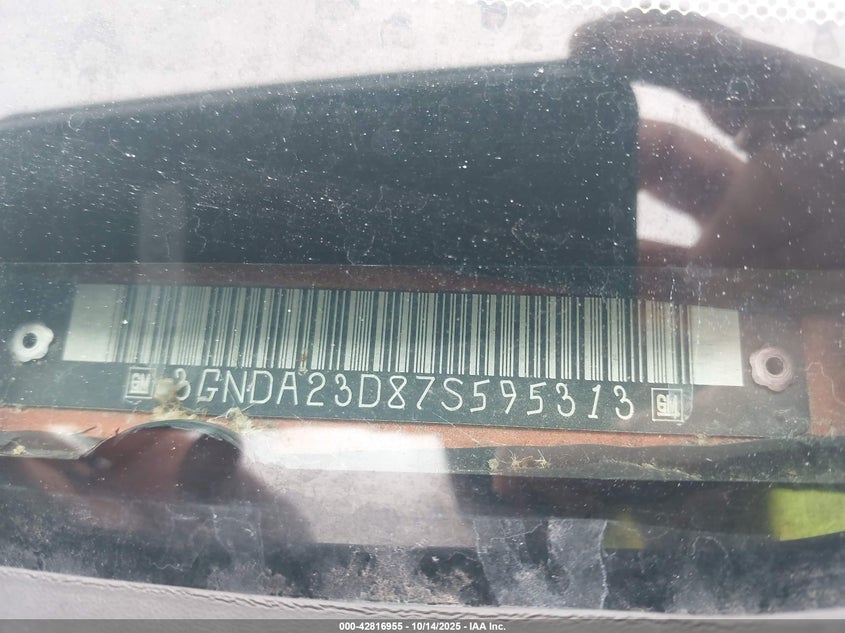 GM 3GNDA23D87S595313 GM
000-42816955 - 10/14/2025 - IAA Inc.